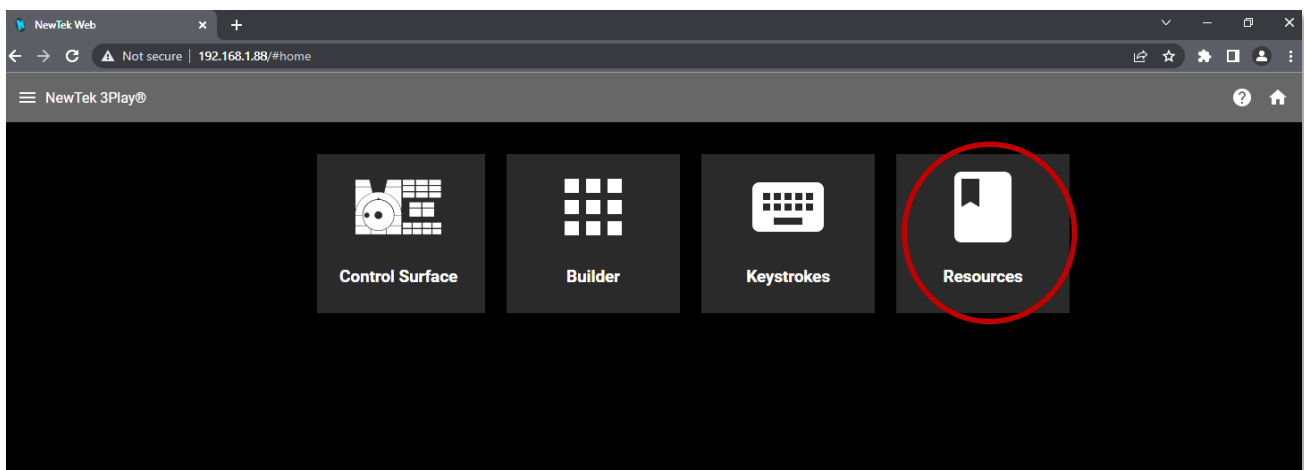 NewTek Web
Not secure 192.168.1.88/#home
NewTek 3Play®
Control Surface
Builder
Keystrokes
Resources